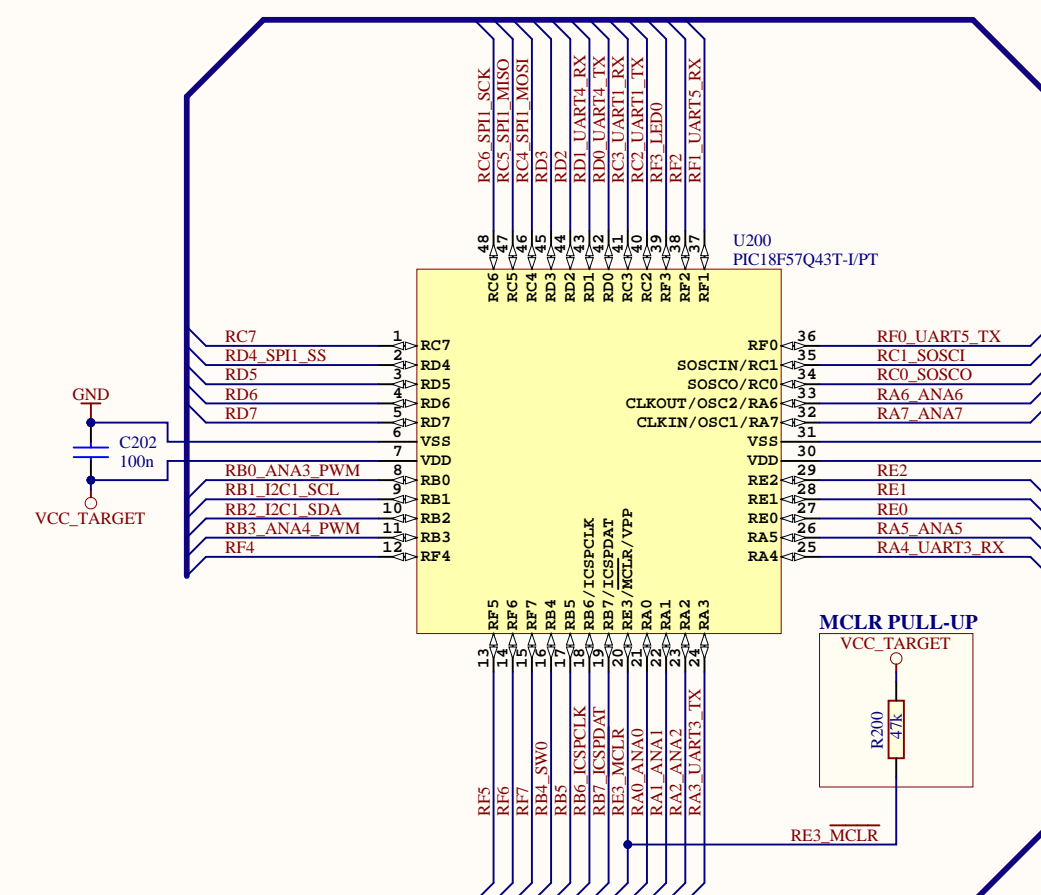 RC6_SPI1_SCK
RC5_SPI1_MISO
RC4_SPI1_MOSI
RD3
RD2
RD1_UART4_RX
RD0_UART4_TX
RC3_UART1_RX
RC2_UART1_TX
RF3_LED0
RF2
RF1_UART5_RX
48 47 46 45 44 43 42 41 40 39 38 37
U200
PIC18F57Q43T-I/PT
RC6 RC5 RC4 RD3 RD2 RD1 RD0 RC3 RC2 RF3 RF2 RF1
RC7 1 RC7
RD4_SPI1_SS 2 RD4
RD5 3 RD5
RD6 4 RD6
RD7 5 RD7
6 VSS
7 VDD
RB0_ANA3_PWM 8 RB0
RB1_I2C1_SCL 9 RB1
RB2_I2C1_SDA 10 RB2
RB3_ANA4_PWM 11 RB3
RF4 12 RF4
GND
C202
100n
VCC_TARGET
RF0 36 RF0_UART5_TX
SOSCIN/RC1 35 RC1_SOSCI
SOSCO/RC0 34 RC0_SOSCO
CLKOUT/OSC2/RA6 33 RA6_ANA6
CLKIN/OSC1/RA7 32 RA7_ANA7
VSS 31
VDD 30
RE2 29 RE2
RE1 28 RE1
RE0 27 RE0
RA5 26 RA5_ANA5
RA4 25 RA4_UART3_RX
RF5 RF6 RF7 RB4 RB5 RB6/ICSPCLK RB7/ICSPDAT RE3/MCLR/VPP RA0 RA1 RA2 RA3
13 14 15 16 17 18 19 20 21 22 23 24
RF5
RF6
RF7
RB4_SW0
RB5
RB6_ICSPCLK
RB7_ICSPDAT
RE3_MCLR
RA0_ANA0
RA1_ANA1
RA2_ANA2
RA3_UART3_TX
MCLR PULL-UP
VCC_TARGET
R200
47k
RE3_MCLR